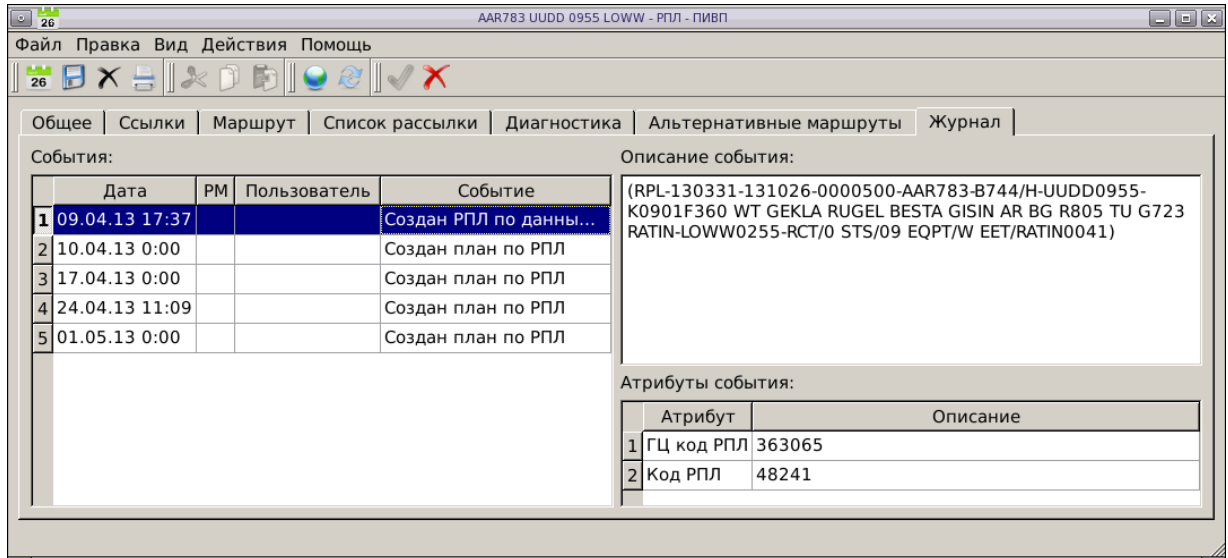 26
AAR783 UUDD 0955 LOWW - РПЛ - ПИВП
Файл Правка Вид Действия Помощь
26
Общее Ссылки Маршрут Список рассылки Диагностика Альтернативные маршруты Журнал
События:
Дата РМ Пользователь Событие
1 09.04.13 17:37 Создан РПЛ по данны...
2 10.04.13 0:00 Создан план по РПЛ
3 17.04.13 0:00 Создан план по РПЛ
4 24.04.13 11:09 Создан план по РПЛ
5 01.05.13 0:00 Создан план по РПЛ
Описание события:
(RPL-130331-131026-0000500-AAR783-B744/H-UUDD0955-
K0901F360 WT GEKLA RUGEL BESTA GISIN AR BG R805 TU G723
RATIN-LOWW0255-RCT/0 STS/09 EQPT/W EET/RATIN0041)
Атрибуты события:
Атрибут Описание
1 ГЦ код РПЛ 363065
2 Код РПЛ 48241